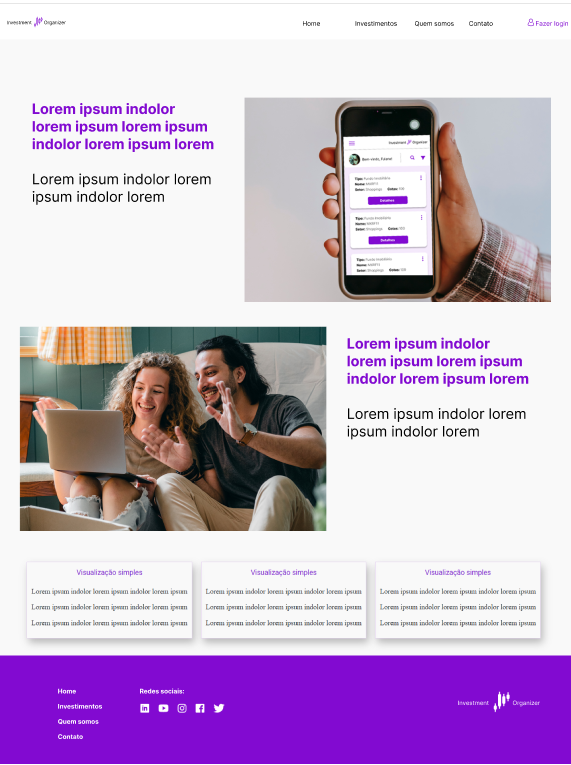 Investment Organizer
Home Investimentos Quem somos Contato Fazer login
Lorem ipsum indolor
lorem ipsum lorem ipsum
indolor lorem ipsum lorem
Lorem ipsum indolor lorem
ipsum indolor lorem
Investment Organizer
Bem-vindo, Fulano!
Tipo: Fundo Imobiliário
Nome: MXRF11
Setor: Shoppings Cotas: 100
Detalhes
Tipo: Fundo Imobiliário
Nome: MXRF11
Setor: Shoppings Cotas: 100
Detalhes
Tipo: Fundo Imobiliário
Nome: MXRF11
Setor: Shoppings Cotas: 100
Lorem ipsum indolor
lorem ipsum lorem ipsum
indolor lorem ipsum lorem
Lorem ipsum indolor lorem
ipsum indolor lorem
Visualização simples
Lorem ipsum indolor lorem ipsum indolor lorem ipsum
Lorem ipsum indolor lorem ipsum indolor lorem ipsum
Lorem ipsum indolor lorem ipsum indolor lorem ipsum
Visualização simples
Lorem ipsum indolor lorem ipsum indolor lorem ipsum
Lorem ipsum indolor lorem ipsum indolor lorem ipsum
Lorem ipsum indolor lorem ipsum indolor lorem ipsum
Visualização simples
Lorem ipsum indolor lorem ipsum indolor lorem ipsum
Lorem ipsum indolor lorem ipsum indolor lorem ipsum
Lorem ipsum indolor lorem ipsum indolor lorem ipsum
Home
Investimentos
Quem somos
Contato
Redes sociais:
Investment Organizer